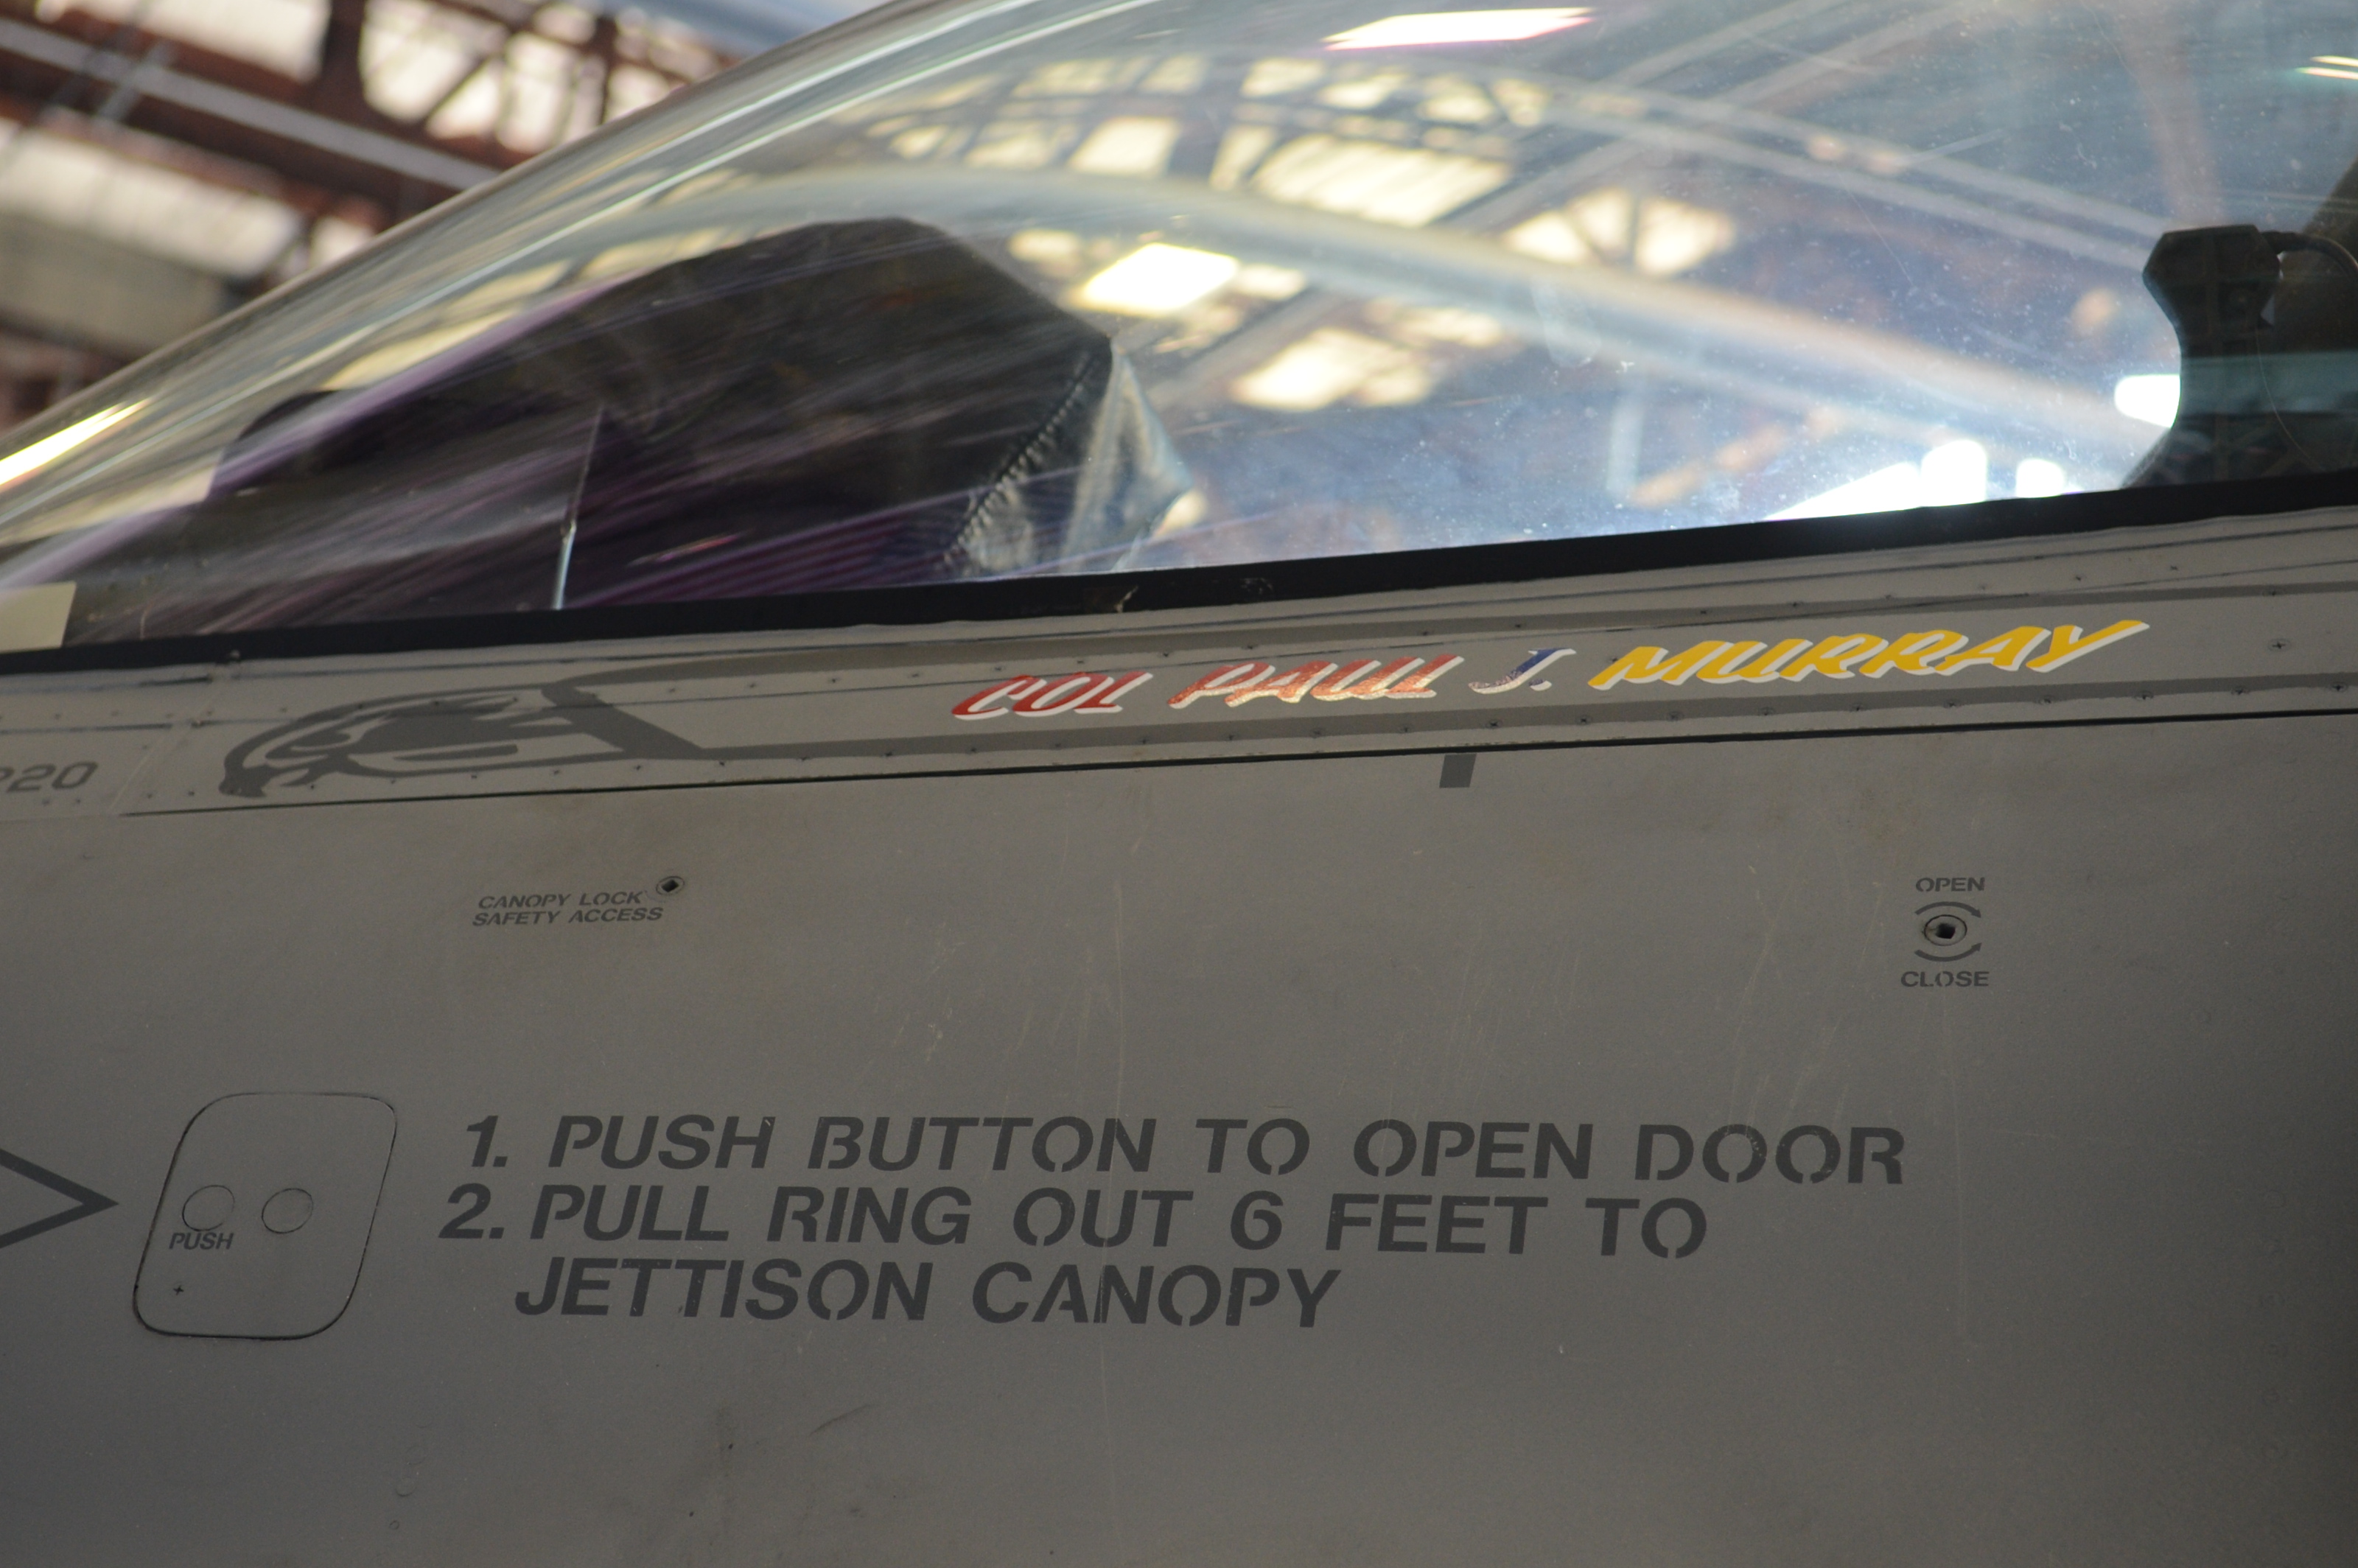 COL PAUL J. MURRAY
220
CANOPY LOCK
SAFETY ACCESS
OPEN
CLOSE
1. PUSH BUTTON TO OPEN DOOR
2. PULL RING OUT 6 FEET TO
JETTISON CANOPY
PUSH